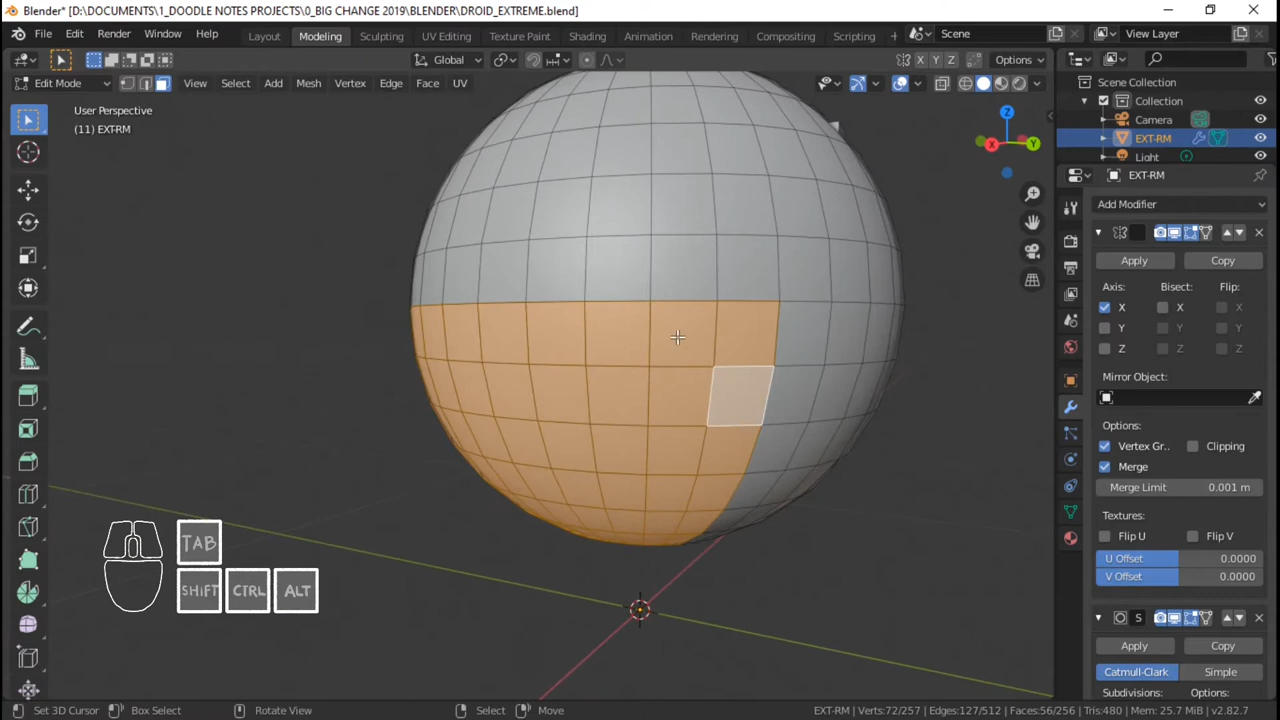 Blender* [D:\DOCUMENTS\1_DOODLE NOTES PROJECTS\0_BIG CHANGE 2019\BLENDER\DROID_EXTREME.blend]
File Edit Render Window Help Layout Modeling Sculpting UV Editing Texture Paint Shading Animation Rendering Compositing Scripting + Scene View Layer
Global X Y Z Options
Edit Mode View Select Add Mesh Vertex Edge Face UV
User Perspective
(11) EXT-RM
Z
X Y
Scene Collection
Collection
Camera
EXT-RM
Light
EXT-RM
Add Modifier
Apply Copy
Axis: Bisect: Flip:
X X X
Y Y Y
Z Z Z
Mirror Object:
Options:
Vertex Gr.. Clipping
Merge
Merge Limit 0.001 m
Textures:
Flip U Flip V
U Offset 0.0000
V Offset 0.0000
S
Apply Copy
Catmull-Clark Simple
Subdivisions: Options:
TAB
SHIFT CTRL ALT
Set 3D Cursor Box Select Rotate View Select Move EXT-RM | Verts:72/257 | Edges:127/512 | Faces:56/256 | Tris:480 | Mem: 25.7 MiB | v2.82.7